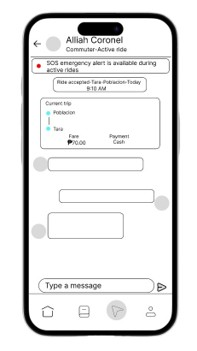 Alliah Coronel
Commuter-Active ride
SOS emergency alert is available during
active rides
Ride accepted-Tara-Poblacion-Today
9:10 AM
Current trip
Poblacion
Tara
Fare
Payment
₱70.00
Cash
Type a message